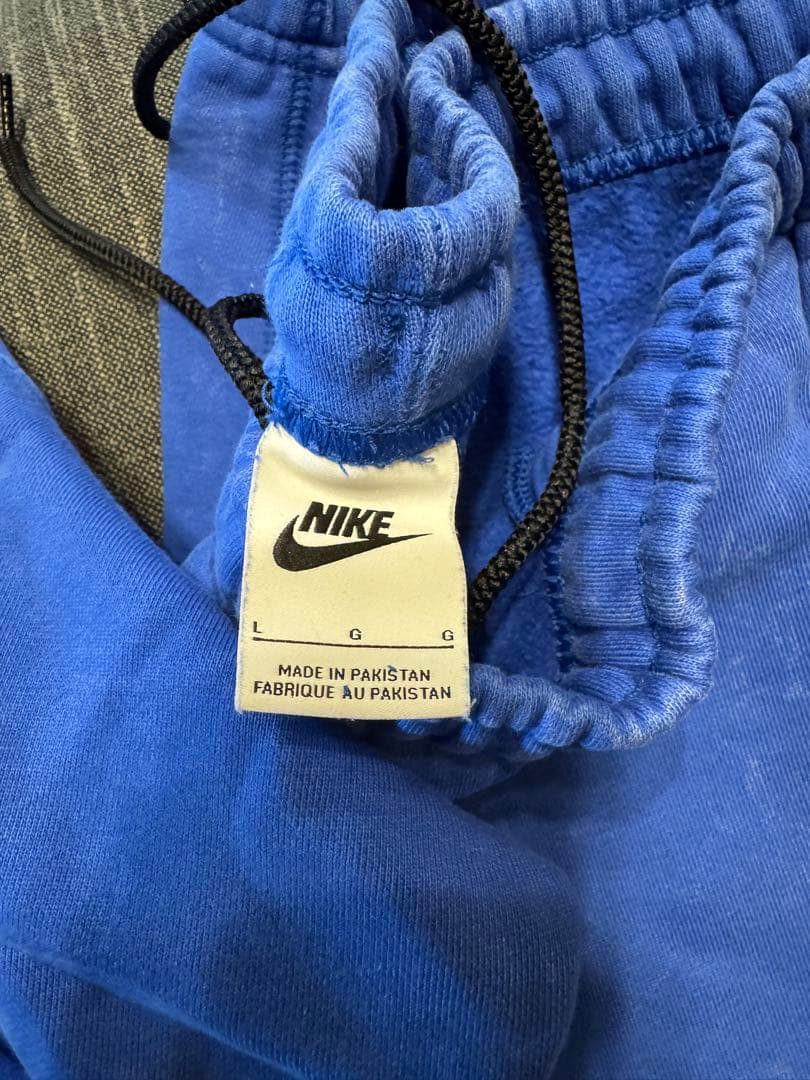 NIKE
L G G
MADE IN PAKISTAN
FABRIQUE AU PAKISTAN